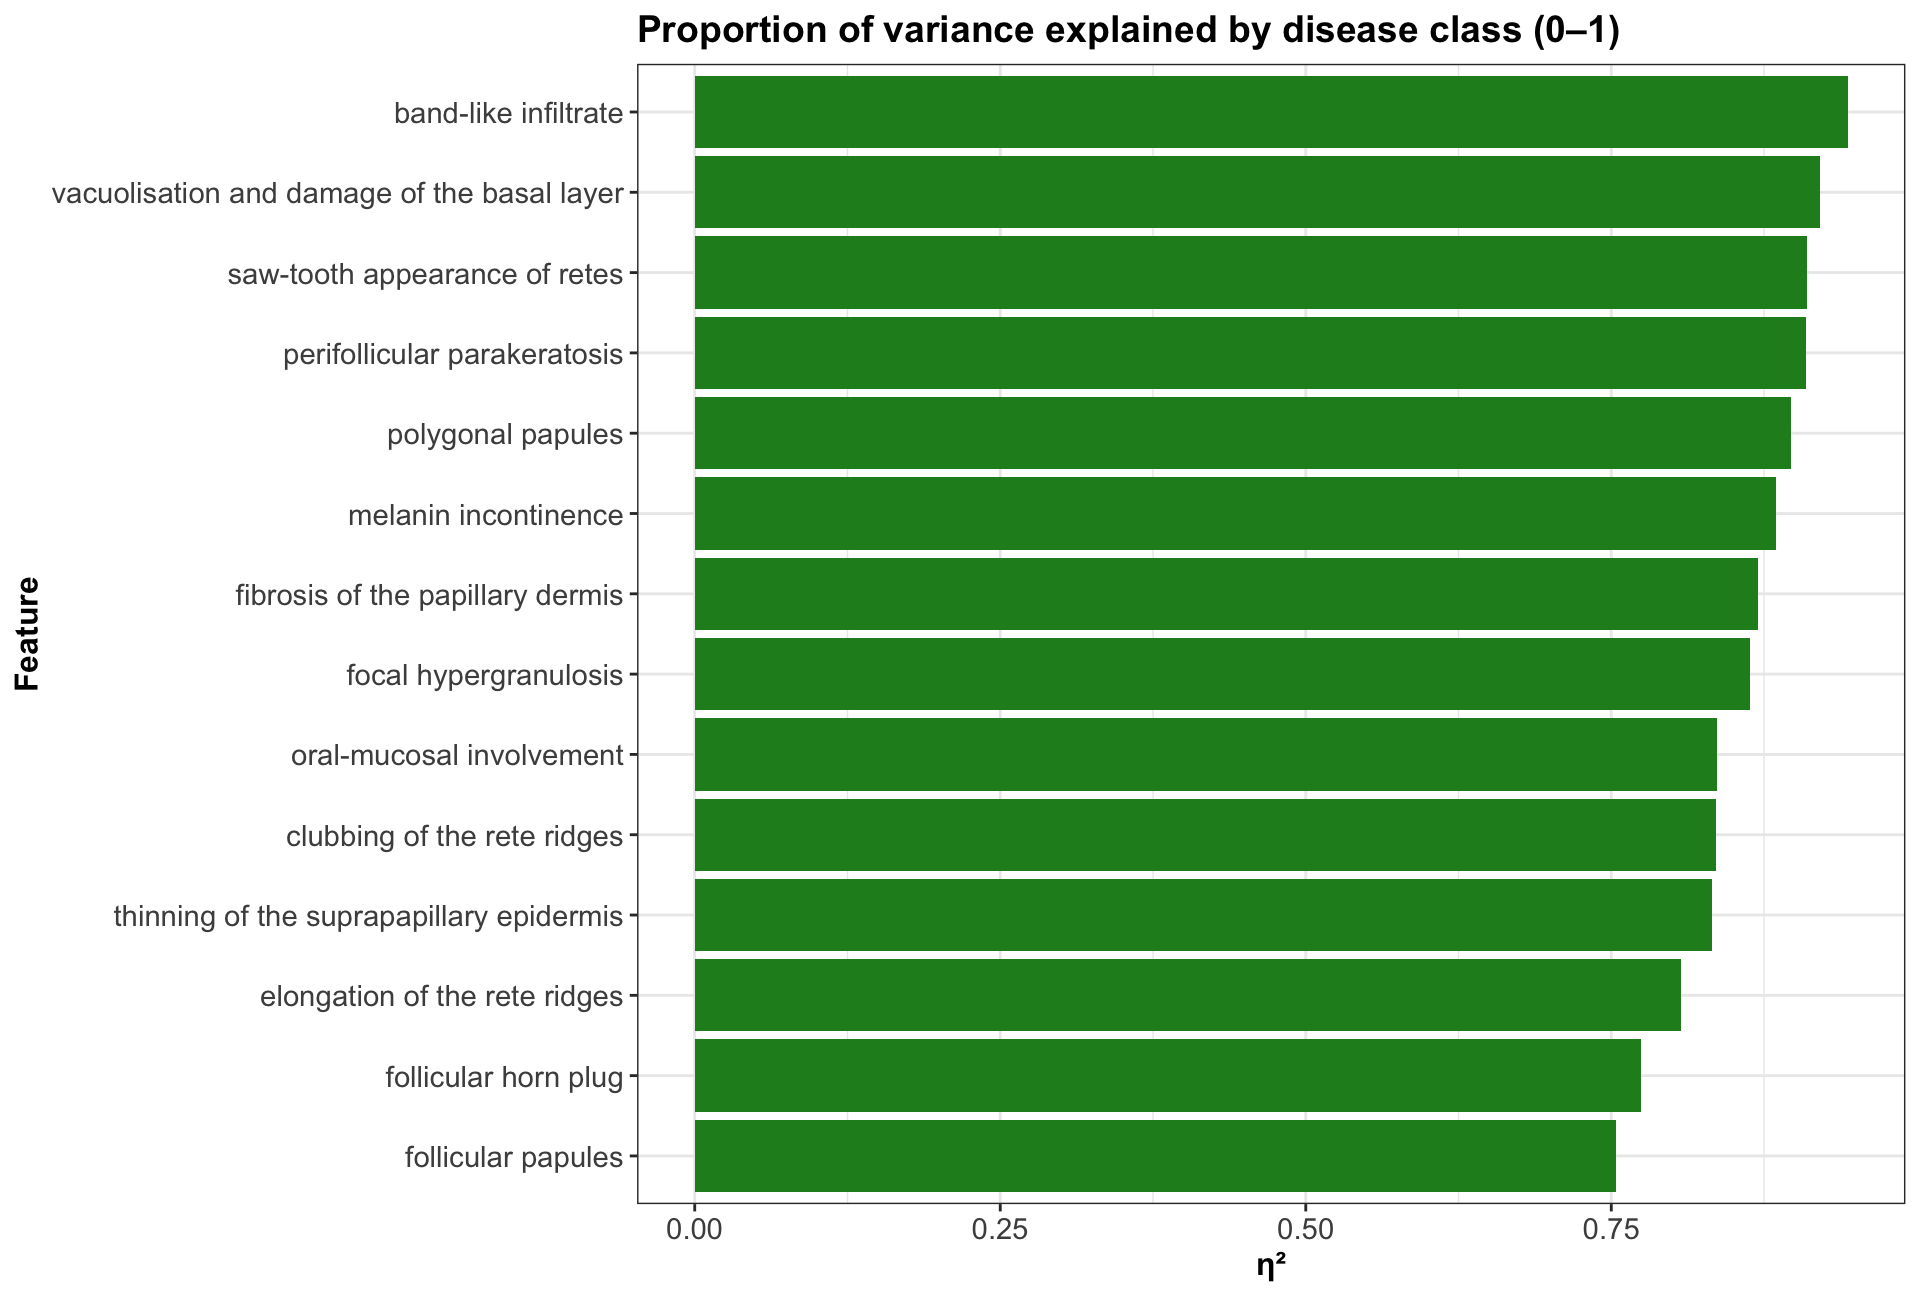 Proportion of variance explained by disease class (0–1)
band-like infiltrate
vacuolisation and damage of the basal layer
saw-tooth appearance of retes
perifollicular parakeratosis
polygonal papules
melanin incontinence
fibrosis of the papillary dermis
focal hypergranulosis
oral-mucosal involvement
clubbing of the rete ridges
thinning of the suprapapillary epidermis
elongation of the rete ridges
follicular horn plug
follicular papules
Feature
0.00 0.25 0.50 0.75
η²